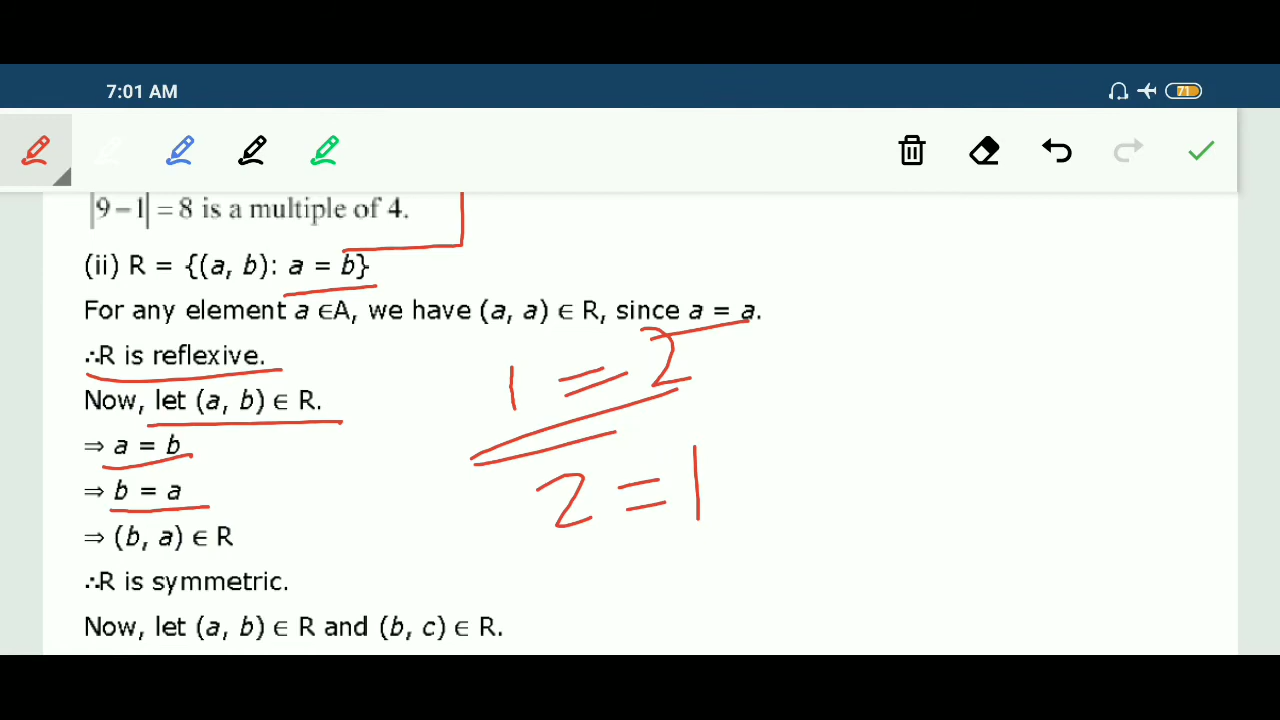 7:01 AM
71
|9 – 1| = 8 is a multiple of 4.
(ii) R = {(a, b): a = b}
For any element a ∈A, we have (a, a) ∈ R, since a = a.
∴R is reflexive.
1 = 2
Now, let (a, b) ∈ R.
⇒ a = b
⇒ b = a
2 = 1
⇒ (b, a) ∈ R
∴R is symmetric.
Now, let (a, b) ∈ R and (b, c) ∈ R.